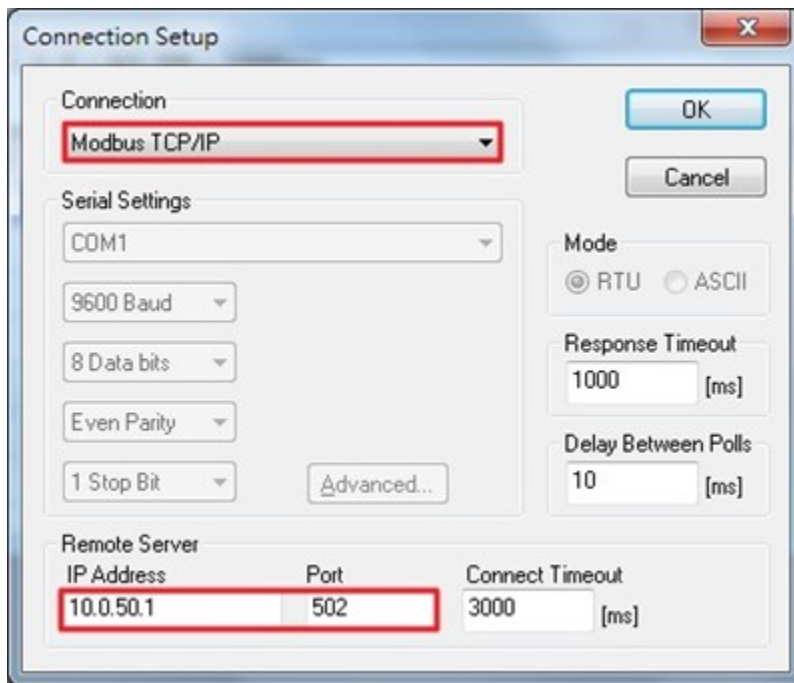 Connection Setup
Connection
OK
Modbus TCP/IP
Cancel
Serial Settings
COM1
Mode
RTU ASCII
9600 Baud
Response Timeout
8 Data bits
1000 [ms]
Even Parity
Delay Between Polls
1 Stop Bit
Advanced...
10 [ms]
Remote Server
IP Address Port Connect Timeout
10.0.50.1 502 3000 [ms]